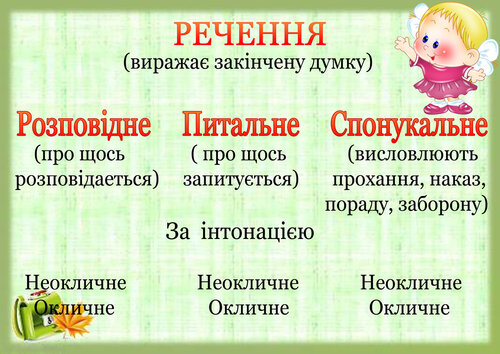 РЕЧЕННЯ
(виражає закінчену думку)
Розповідне Питальне Спонукальне
(про щось ( про щось (висловлюють
розповідаеться) запитується) прохання, наказ,
пораду, заборону)
За інтонацією
Неокличне Неокличне Неокличне
Окличне Окличне Окличне